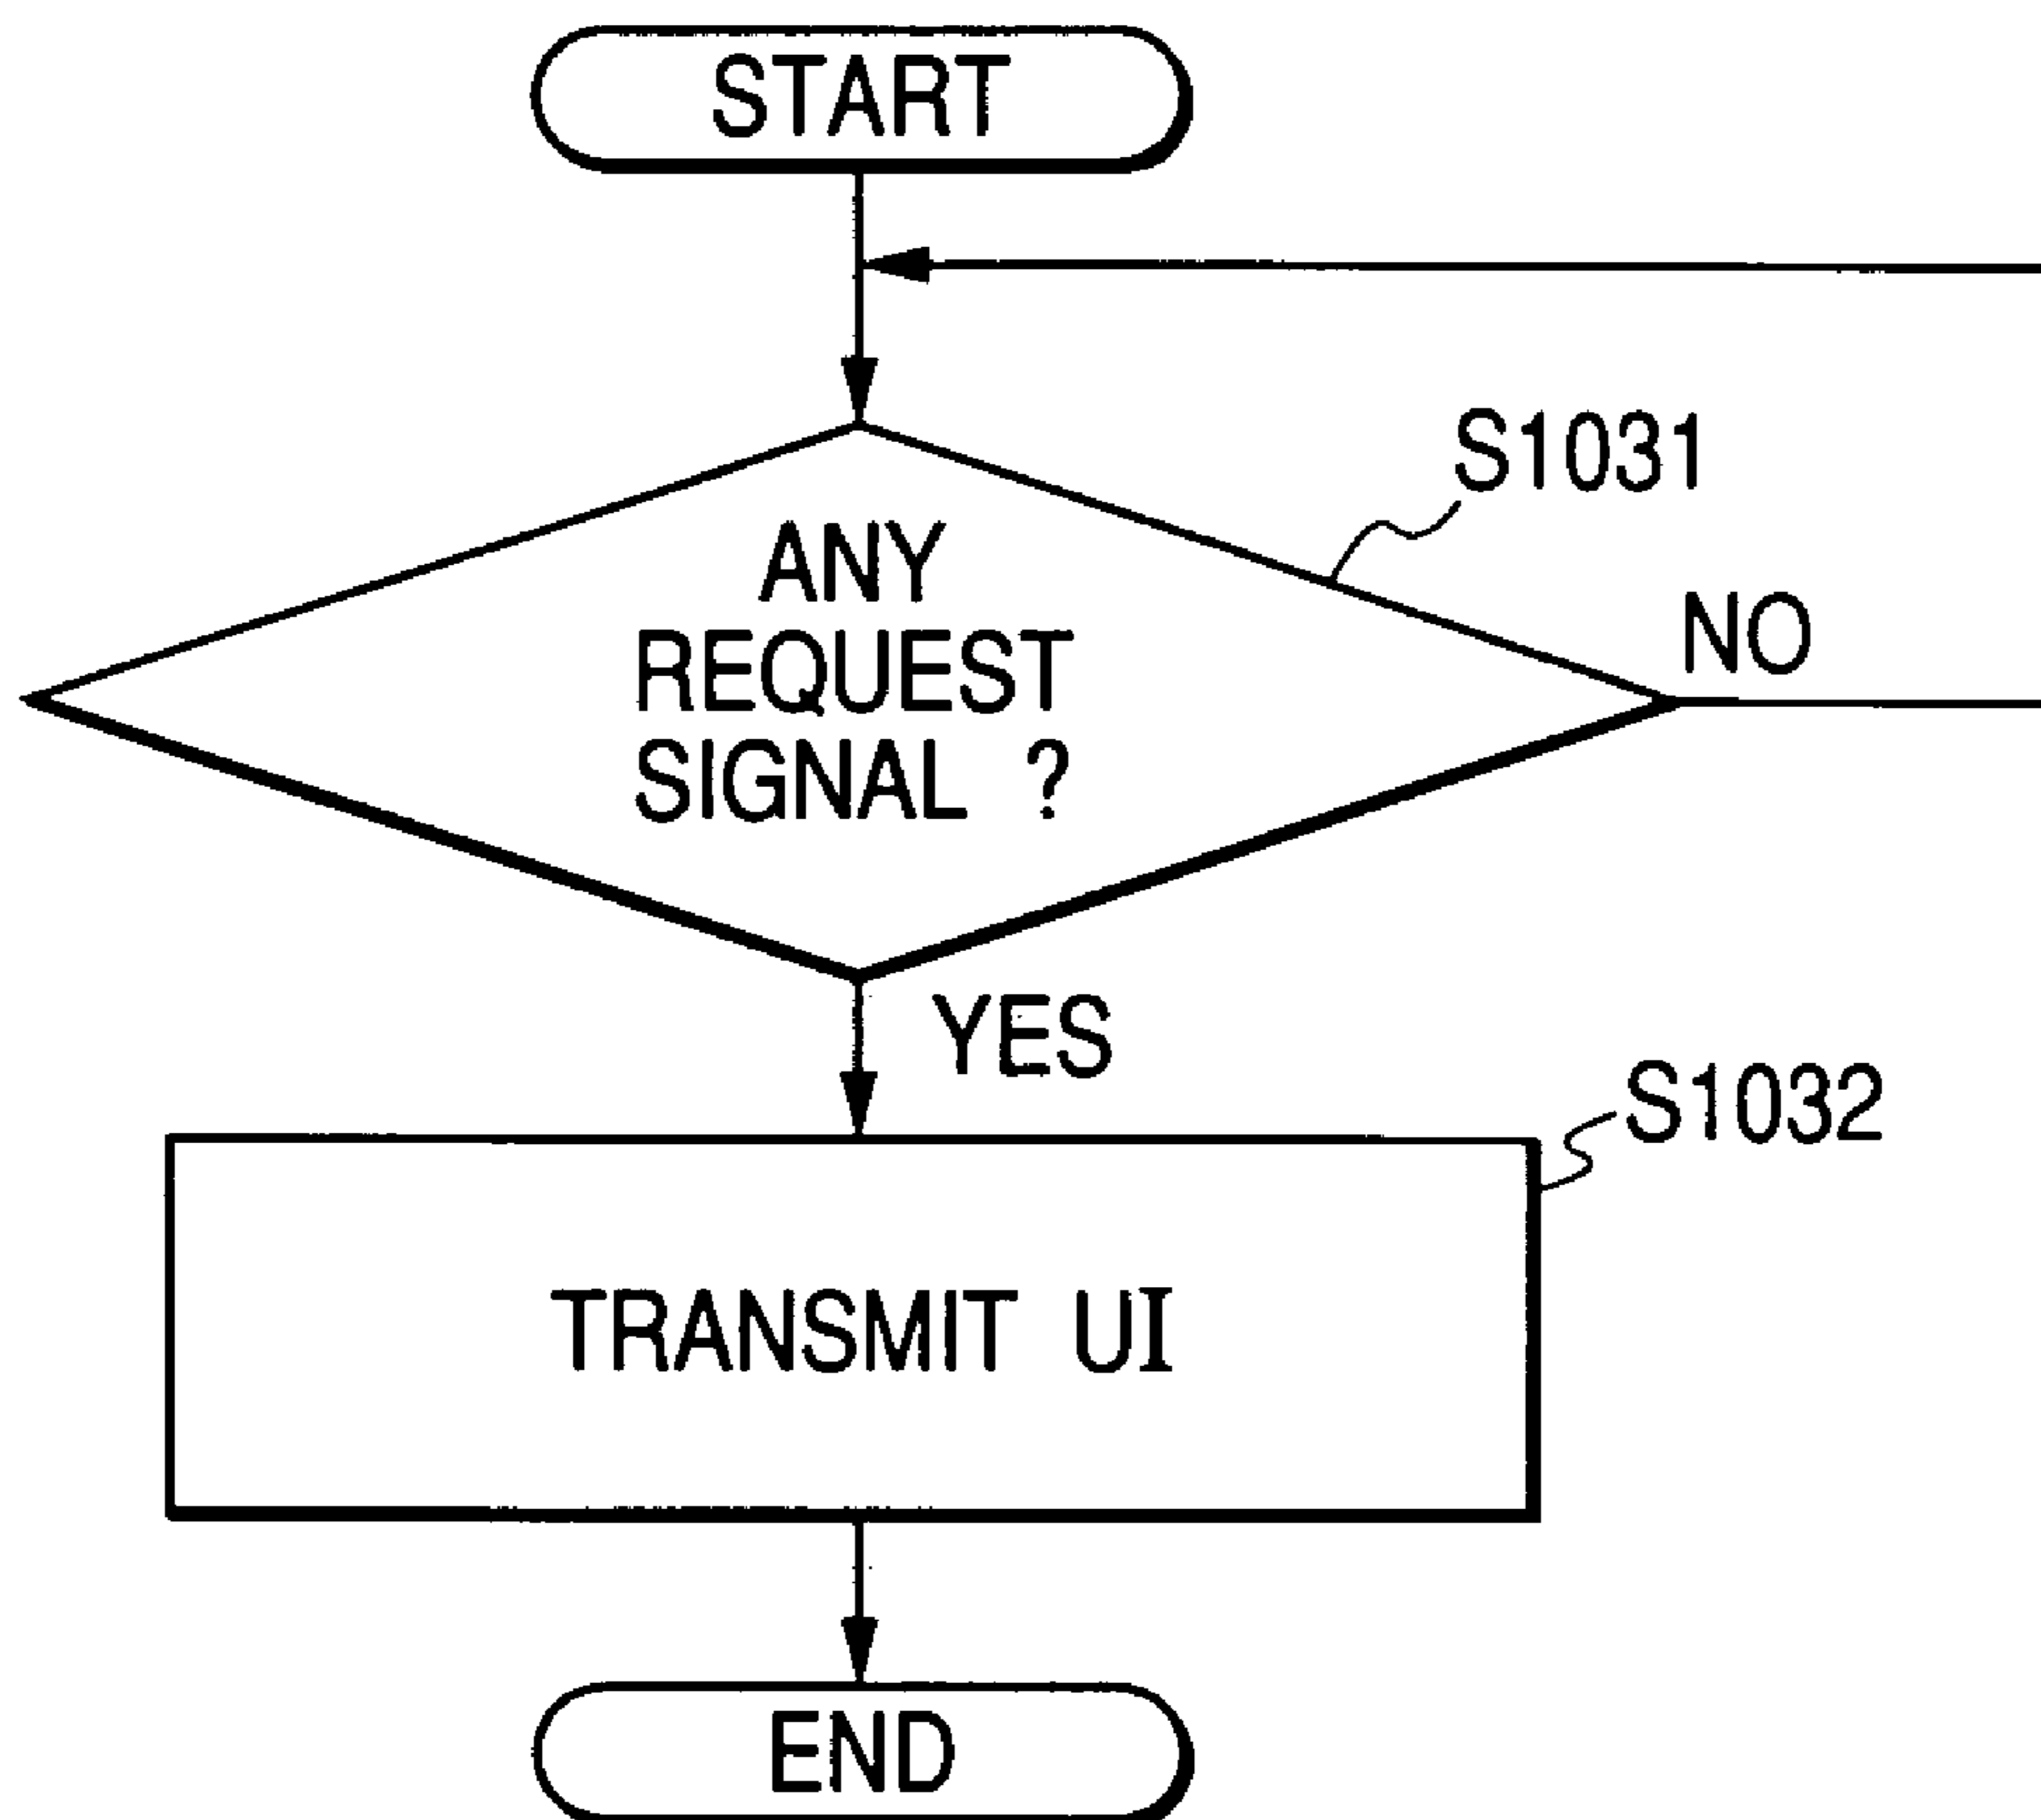 START
S1031
ANY
REQUEST
SIGNAL ?
NO
YES
S1032
TRANSMIT UI
END